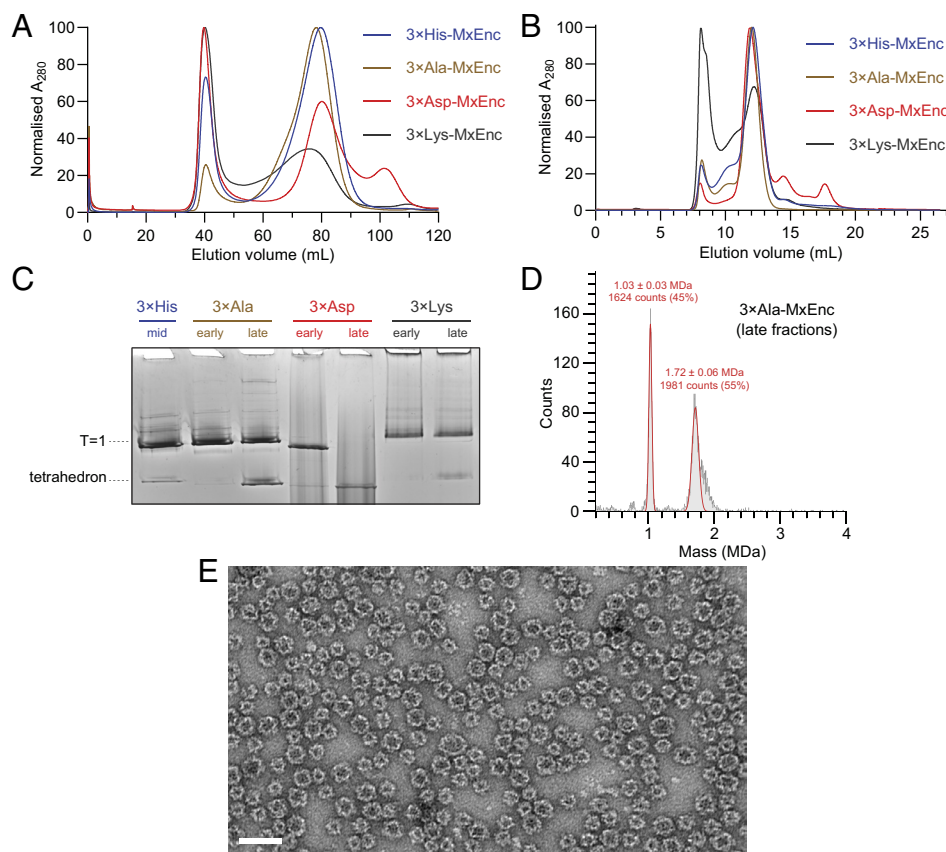 A
Normalised A280
100
80
60
40
20
0
0 20 40 60 80 100 120
Elution volume (mL)
3×His-MxEnc
3×Ala-MxEnc
3×Asp-MxEnc
3×Lys-MxEnc
B
Normalised A280
100
80
60
40
20
0
0 5 10 15 20 25
Elution volume (mL)
3×His-MxEnc
3×Ala-MxEnc
3×Asp-MxEnc
3×Lys-MxEnc
C
3×His 3×Ala 3×Asp 3×Lys
mid early late early late early late
T=1
tetrahedron
D
1.03 ± 0.03 MDa
1624 counts (45%)
3×Ala-MxEnc
(late fractions)
1.72 ± 0.06 MDa
1981 counts (55%)
Counts
160
120
80
40
0
1 2 3 4
Mass (MDa)
E